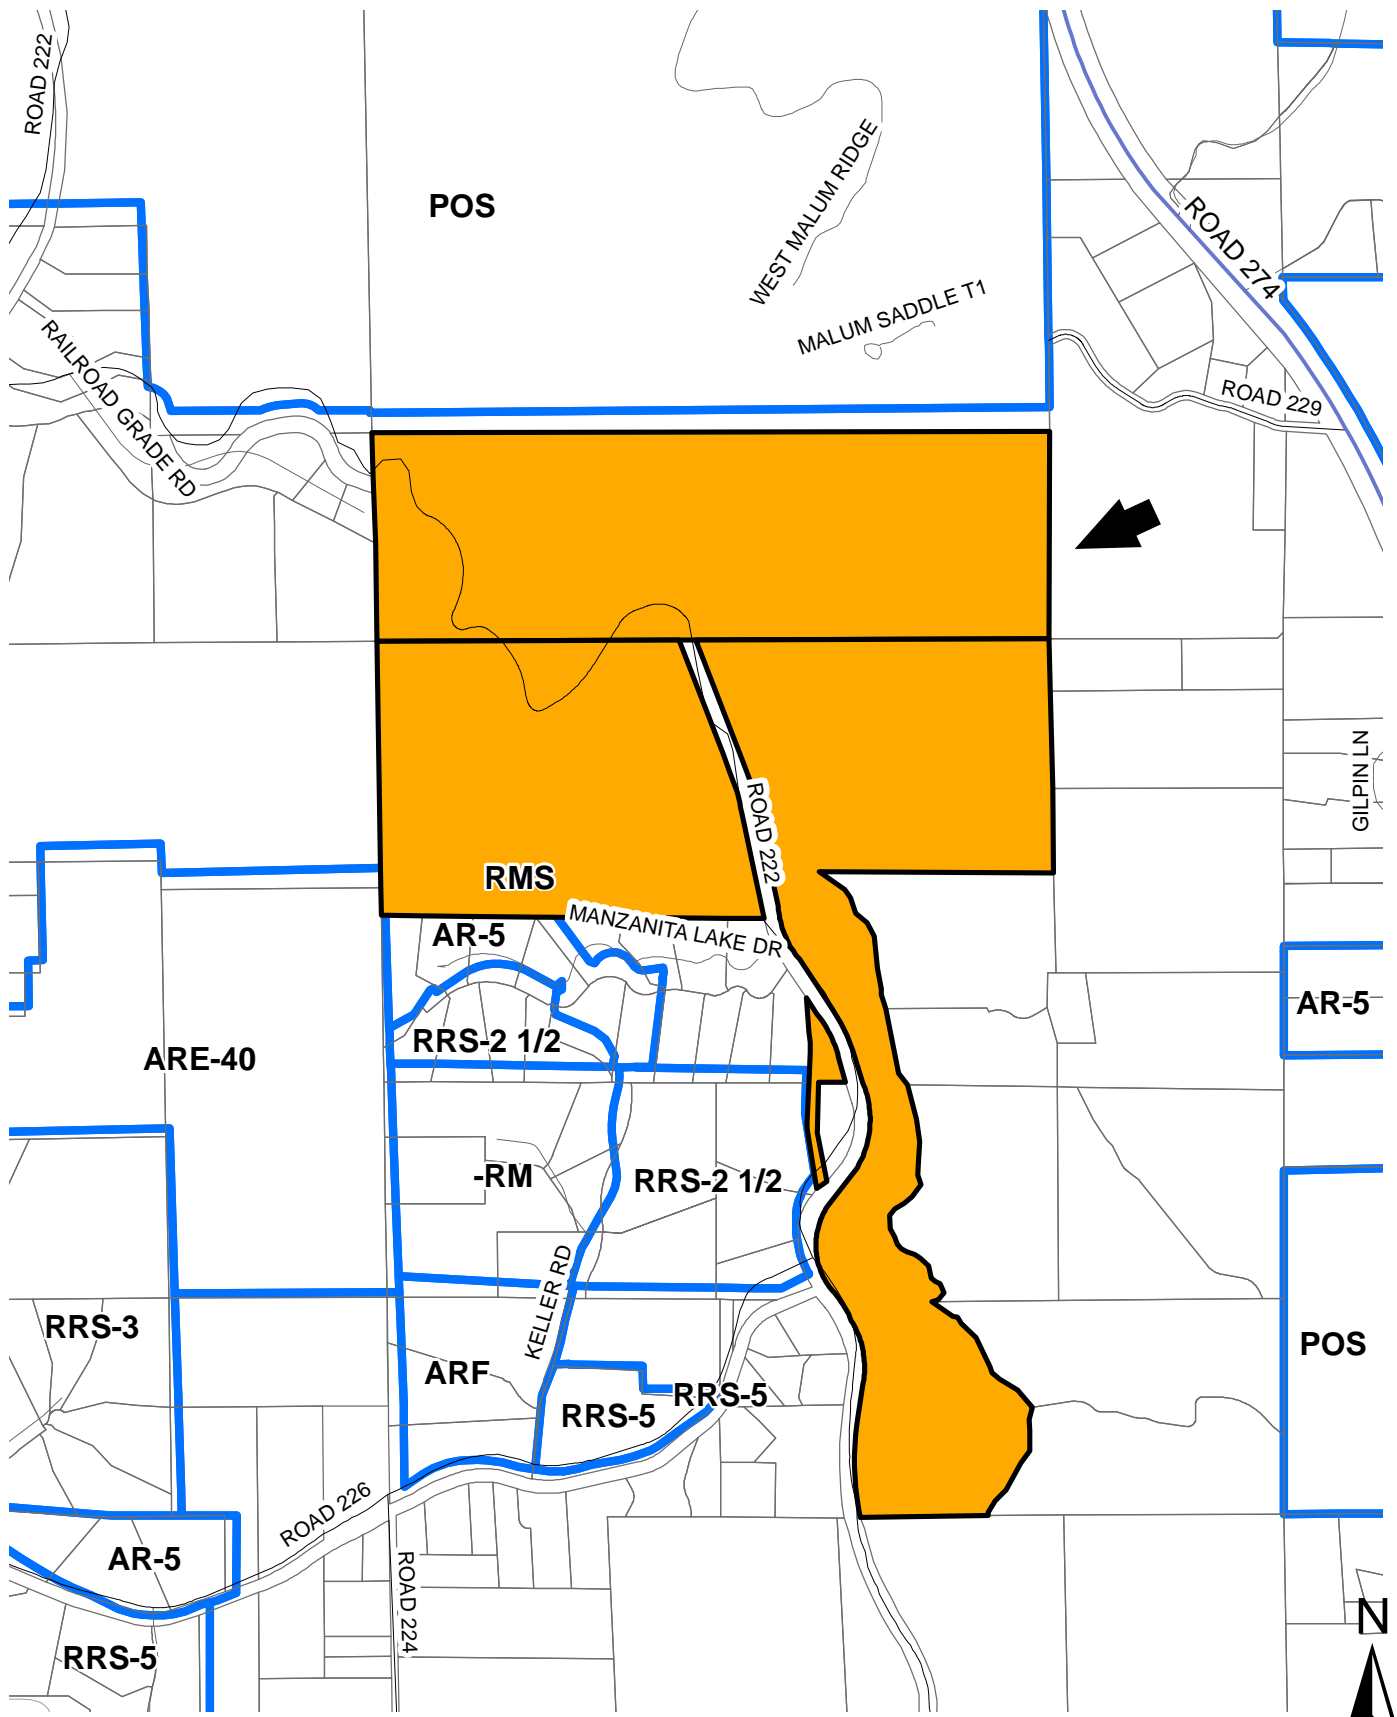 ROAD 222
POS
WEST MALUM RIDGE
ROAD 274
MALUM SADDLE T1
RAILROAD GRADE RD
ROAD 229
GILPIN LN
ROAD 222
RMS
MANZANITA LAKE DR
AR-5
AR-5
RRS-2 1/2
ARE-40
-RM
RRS-2 1/2
KELLER RD
RRS-3
POS
ARF
RRS-5
RRS-5
ROAD 226
AR-5
ROAD 224
N
RRS-5